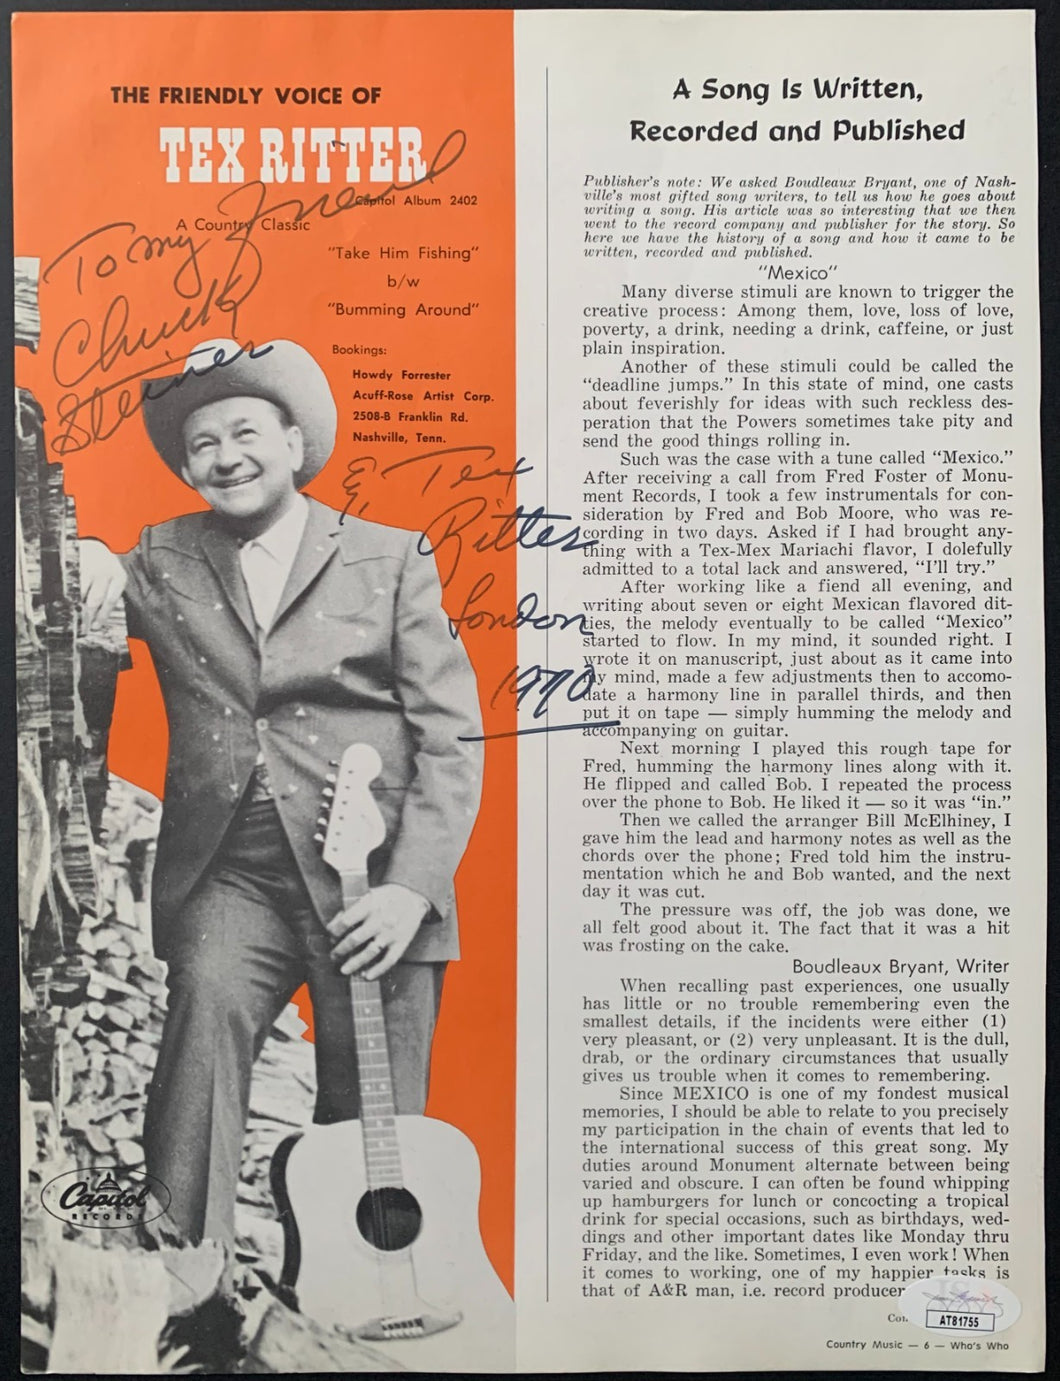 THE FRIENDLY VOICE OF
TEX RITTER
Capitol Album 2402
A Country Classic
"Take Him Fishing"
b/w
"Bumming Around"
Bookings:
Howdy Forrester
Acuff-Rose Artist Corp.
2508-B Franklin Rd.
Nashville, Tenn.
To my friend
Chuck
Steiner
Tex
Ritter
London
1970
Capitol
RECORDS
A Song Is Written,
Recorded and Published
Publisher's note: We asked Boudleaux Bryant, one of Nash-
ville's most gifted song writers, to tell us how he goes about
writing a song. His article was so interesting that we then
went to the record company and publisher for the story. So
here we have the history of a song and how it came to be
written, recorded and published.
"Mexico"
Many diverse stimuli are known to trigger the
creative process: Among them, love, loss of love,
poverty, a drink, needing a drink, caffeine, or just
plain inspiration.
Another of these stimuli could be called the
"deadline jumps." In this state of mind, one casts
about feverishly for ideas with such reckless des-
peration that the Powers sometimes take pity and
send the good things rolling in.
Such was the case with a tune called "Mexico."
After receiving a call from Fred Foster of Monu-
ment Records, I took a few instrumentals for con-
sideration by Fred and Bob Moore, who was re-
cording in two days. Asked if I had brought any-
thing with a Tex-Mex Mariachi flavor, I dolefully
admitted to a total lack and answered, "I'll try."
After working like a fiend all evening, and
writing about seven or eight Mexican flavored dit-
ties, the melody eventually to be called "Mexico"
started to flow. In my mind, it sounded right. I
wrote it on manuscript, just about as it came into
my mind, made a few adjustments then to accomo-
date a harmony line in parallel thirds, and then
put it on tape — simply humming the melody and
accompanying on guitar.
Next morning I played this rough tape for
Fred, humming the harmony lines along with it.
He flipped and called Bob. I repeated the process
over the phone to Bob. He liked it — so it was "in."
Then we called the arranger Bill McElhiney, I
gave him the lead and harmony notes as well as the
chords over the phone; Fred told him the instru-
mentation which he and Bob wanted, and the next
day it was cut.
The pressure was off, the job was done, we
all felt good about it. The fact that it was a hit
was frosting on the cake.
Boudleaux Bryant, Writer
When recalling past experiences, one usually
has little or no trouble remembering even the
smallest details, if the incidents were either (1)
very pleasant, or (2) very unpleasant. It is the dull,
drab, or the ordinary circumstances that usually
gives us trouble when it comes to remembering.
Since MEXICO is one of my fondest musical
memories, I should be able to relate to you precisely
my participation in the chain of events that led to
the international success of this great song. My
duties around Monument alternate between being
varied and obscure. I can often be found whipping
up hamburgers for lunch or concocting a tropical
drink for special occasions, such as birthdays, wed-
dings and other important dates like Monday thru
Friday, and the like. Sometimes, I even work! When
it comes to working, one of my happier tasks is
that of A&R man, i.e. record producer
AT81755
Country Music — 6 — Who's Who